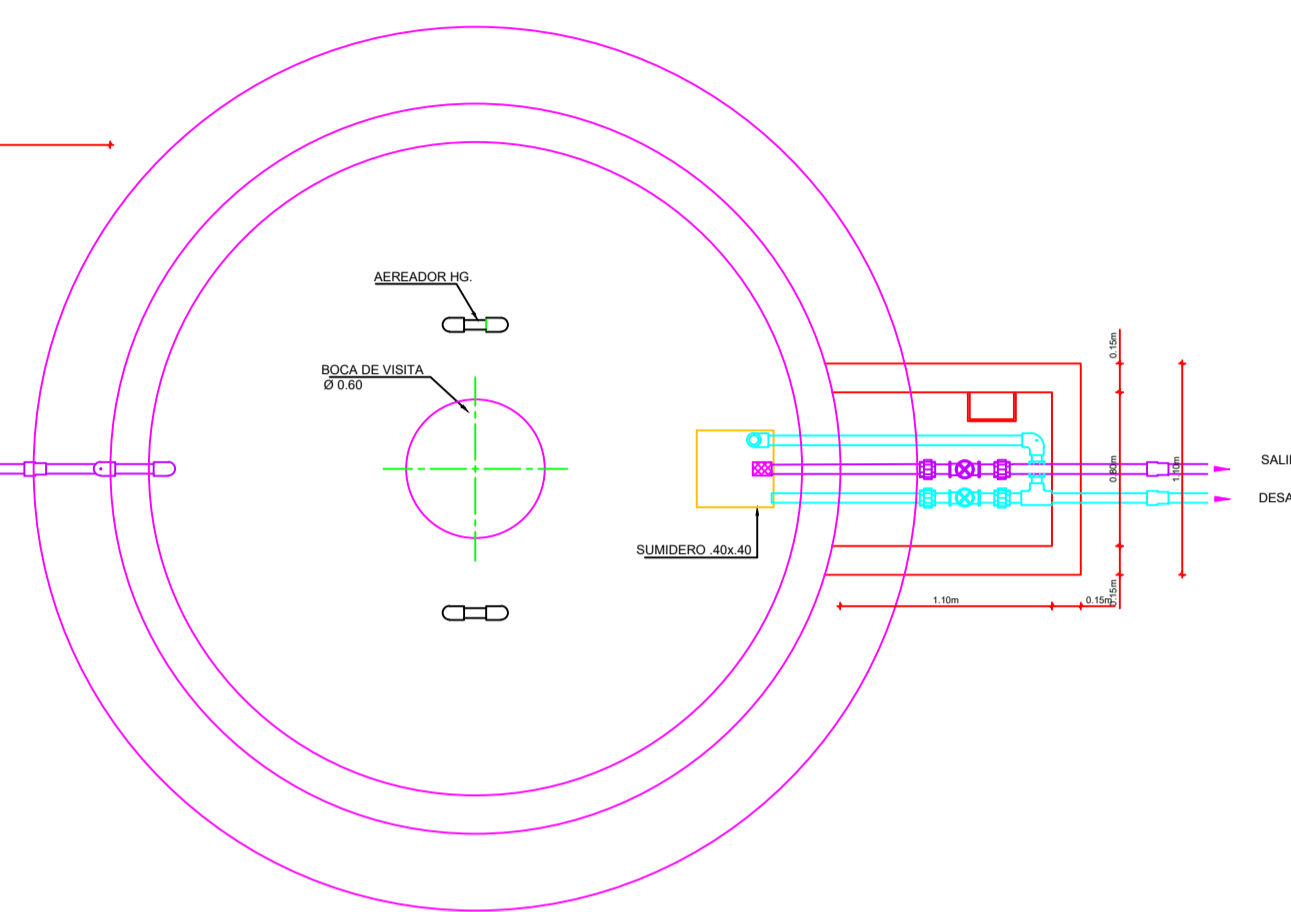 AEREADOR HG.
BOCA DE VISITA
Ø 0.60
SUMIDERO .40x.40
0.15m
0.80m
1.10m
0.15m
1.10m
0.15m
SALI
DESA